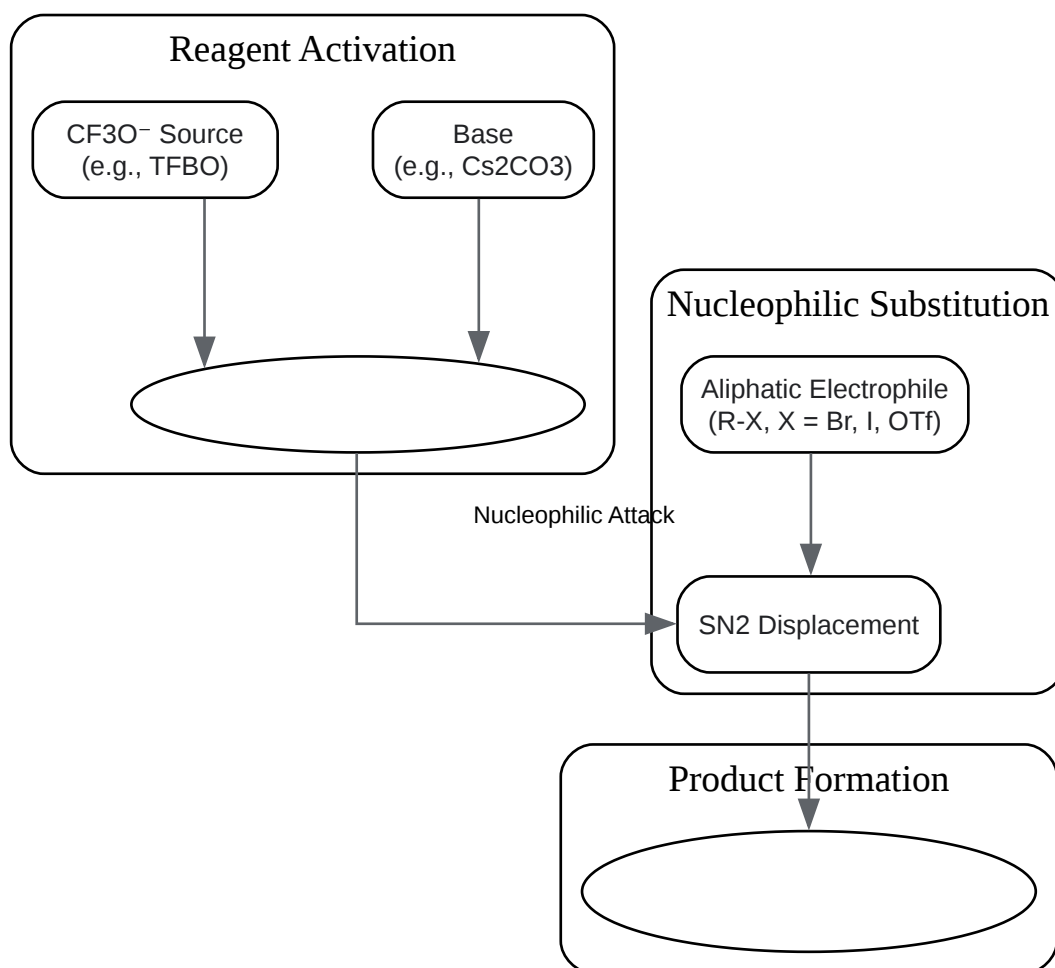 Reagent Activation
CF3O⁻ Source
(e.g., TFBO)
Base
(e.g., Cs2CO3)
Nucleophilic Substitution
Aliphatic Electrophile
(R-X, X = Br, I, OTf)
Nucleophilic Attack
SN2 Displacement
Product Formation